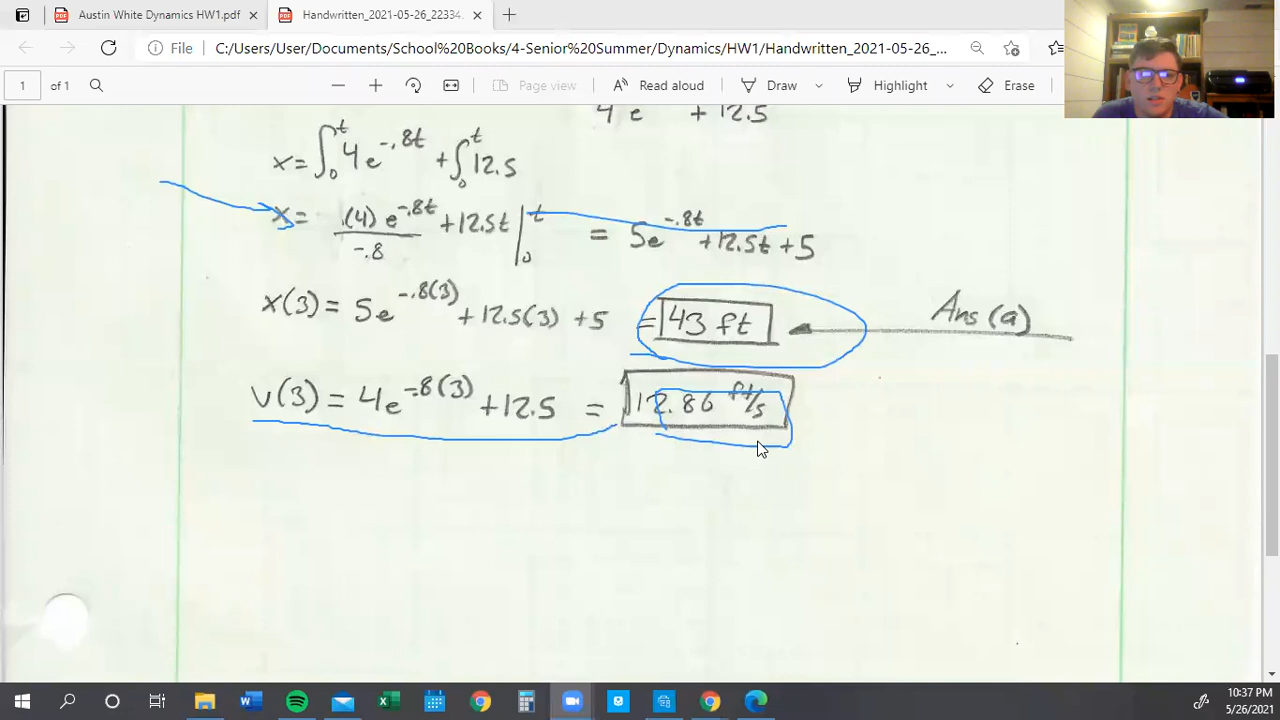 Austin White Dynamics HW1.pdf
Handwritten_2021-05-26_22334
File
C:/Users/User/Documents/School%20Books/4-Senior%20Summer/Dynamics/HW1/Handwritten_2021-05-26_...
1 of 1
Page view
Read aloud
Draw
Highlight
Erase
4 e + 12.5
x = ∫₀ᵗ 4e^-.8t + ∫₀ᵗ 12.5
x = (4) e^-.8t / -.8 + 12.5t |₀ᵗ = 5e^-.8t + 12.5t + 5
x(3) = 5e^-.8(3) + 12.5(3) + 5 = 43 ft
Ans (a)
v(3) = 4e^-.8(3) + 12.5 = 12.86 ft/s
10:37 PM
5/26/2021